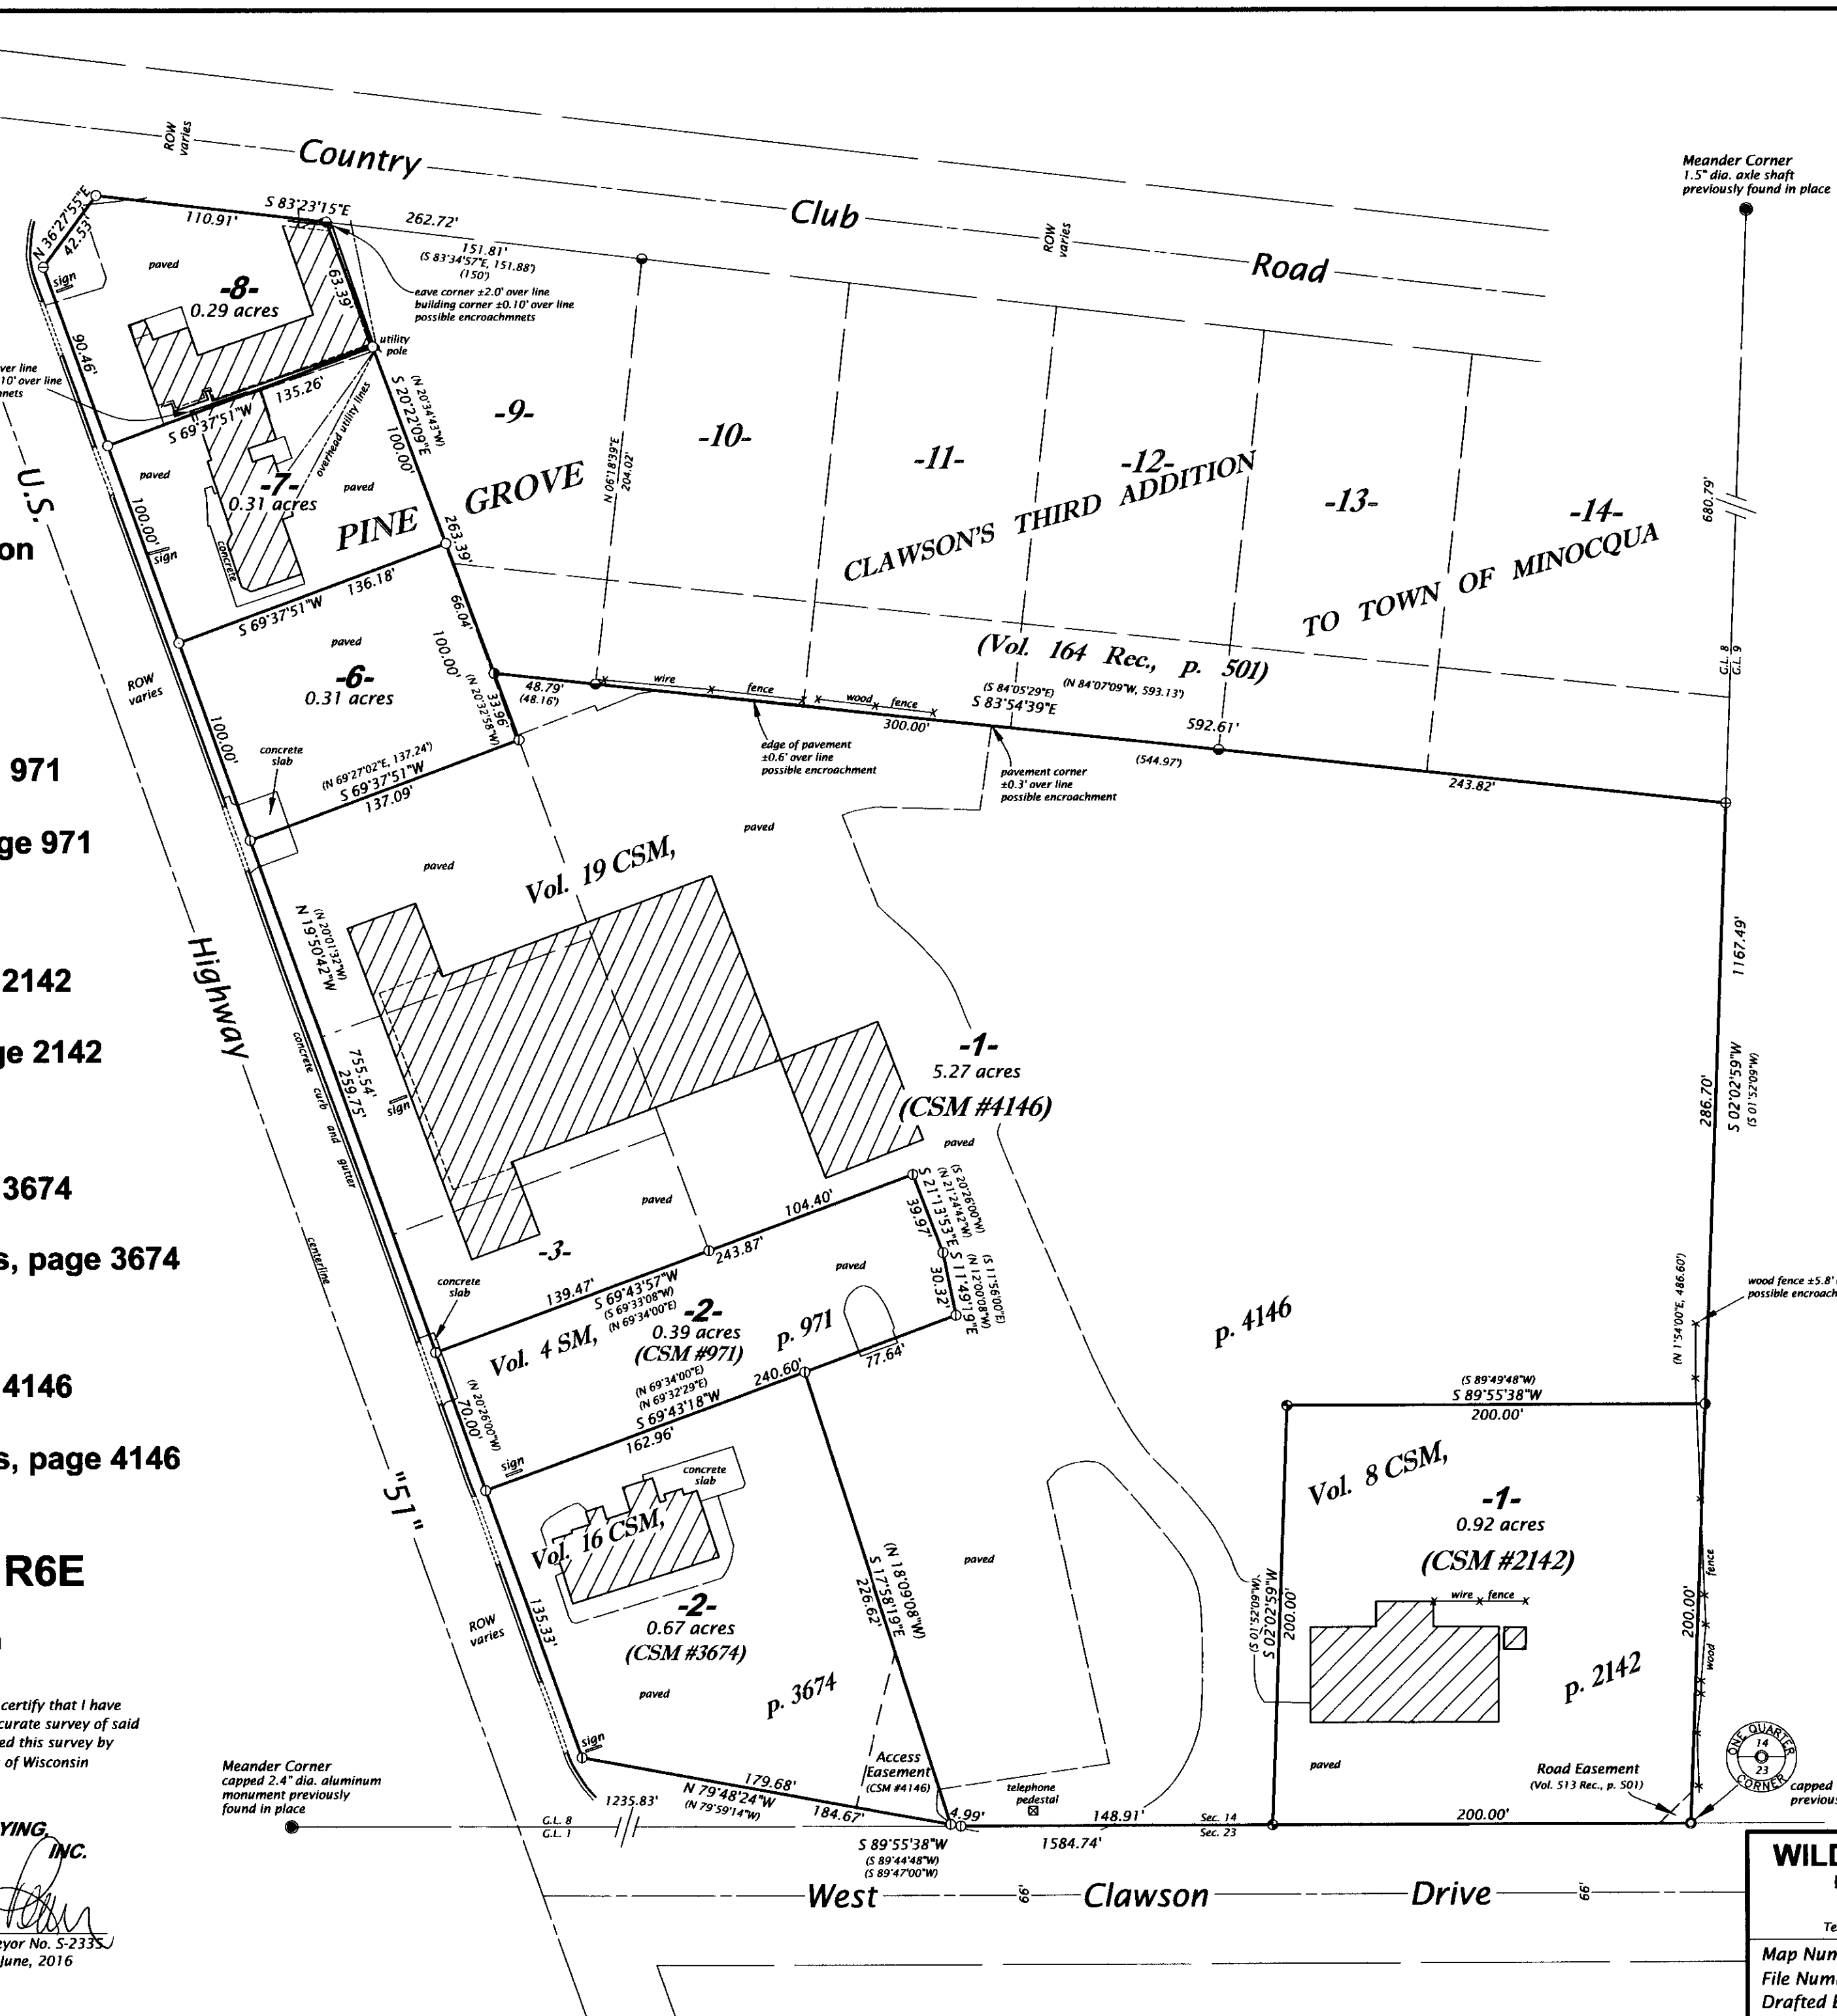 ROW
varies
Country
Club
Road
ROW
varies
Meander Corner
1.5" dia. axle shaft
previously found in place
N 36°27'55"E
42.53'
110.91'
S 83°23'15"E
262.72'
151.81'
(S 83°34'57"E, 151.88')
(150')
sign
paved
-8-
0.29 acres
63.39'
eave corner ±2.0' over line
building corner ±0.10' over line
possible encroachmnets
utility
pole
90.46'
ver line
10' over line
nets
S 69°37'51"W
135.26'
overhead utility lines
(N 20°34'43"W)
S 20°22'09"E
100.00'
-9-
-10-
-11-
-12-
-13-
-14-
N 06°18'39"E
204.02'
680.79'
G.L. 8
G.L. 9
U.S.
paved
-7-
0.31 acres
paved
100.00'
sign
concrete
PINE GROVE
CLAWSON'S THIRD ADDITION
TO TOWN OF MINOCQUA
263.39'
on
S 69°37'51"W
136.18'
66.04'
100.00'
paved
-6-
0.31 acres
ROW
varies
(N 20°32'58"W)
33.96'
48.79'
(48.16')
wire
fence
wood
fence
300.00'
(Vol. 164 Rec., p. 501)
(S 84°05'29"E)
(N 84°07'09"W, 593.13')
S 83°54'39"E
592.61'
(544.97')
243.82'
edge of pavement
±0.6' over line
possible encroachment
pavement corner
±0.3' over line
possible encroachment
100.00'
concrete
slab
(N 69°27'02"E, 137.24')
S 69°37'51"W
137.09'
971
ge 971
paved
paved
Vol. 19 CSM,
(N 20°01'32"W)
N 19°50'42"W
Highway
2142
ge 2142
concrete curb and gutter
755.54'
259.75'
sign
-1-
5.27 acres
(CSM #4146)
paved
1167.49'
S 02°02'59"W
(S 01°52'09"W)
286.70'
3674
s, page 3674
centerline
paved
104.40'
-3-
243.87'
(S 20°26'00"W)
(N 21°24'42"W)
S 21°13'53"E
39.97'
(S 11°56'00"E)
(N 12°00'08"W)
S 11°49'19"E
30.32'
concrete
slab
139.47'
S 69°43'57"W
(S 69°33'08"W)
(N 69°34'00"E)
paved
Vol. 4 SM,
-2-
0.39 acres
(CSM #971)
p. 971
p. 4146
(N 1°54'00"E, 486.60')
wood fence ±5.8'
possible encroach
4146
s, page 4146
(N 20°26'00"W)
70.00'
(N 69°34'00"E)
(N 69°32'29"E)
S 69°43'18"W
162.96'
240.60'
77.64'
(S 89°49'48"W)
S 89°55'38"W
200.00'
sign
concrete
slab
"51"
Vol. 16 CSM,
Vol. 8 CSM,
-1-
0.92 acres
(CSM #2142)
paved
(N 18°09'08"W)
S 17°58'19"E
226.62'
R6E
wire
fence
fence
wood
(S 01°52'09"W)
S 02°02'59"W
200.00'
200.00'
135.33'
ROW
varies
-2-
0.67 acres
(CSM #3674)
paved
p. 3674
p. 2142
certify that I have
curate survey of said
ed this survey by
of Wisconsin
Meander Corner
capped 2.4" dia. aluminum
monument previously
found in place
sign
179.68'
N 79°48'24"W
(N 79°59'14"W)
184.67'
Access
Easement
(CSM #4146)
telephone
pedestal
paved
Road Easement
(Vol. 513 Rec., p. 501)
ONE QUARTER
14
23
CORNER
capped
previous
1235.83'
G.L. 8
G.L. 1
4.99'
148.91'
Sec. 14
Sec. 23
200.00'
S 89°55'38"W
(S 89°44'48"W)
(S 89°47'00"W)
1584.74'
YING,
INC.
West
66'
Clawson
Drive
66'
eyor No. S-2335
June, 2016
WILD
Te
Map Num
File Num
Drafted b